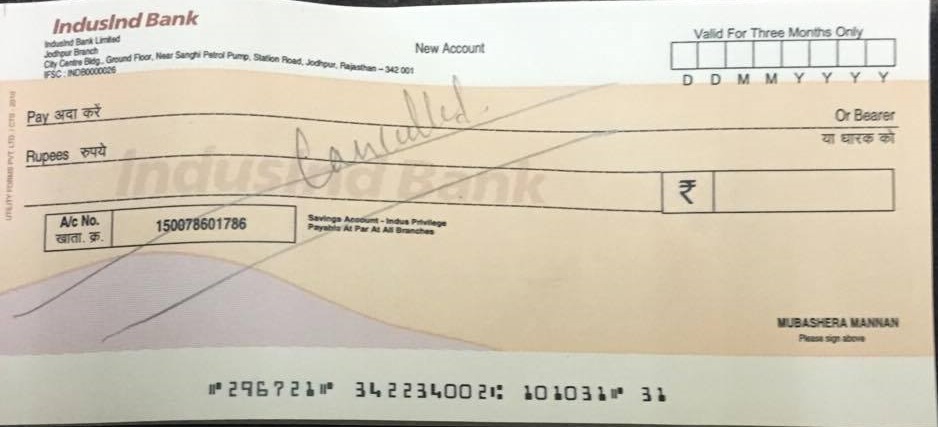 IndusInd Bank
IndusInd Bank Limited
Jodhpur Branch
City Centre Bldg., Ground Floor, Near Sanghi Petrol Pump, Station Road, Jodhpur, Rajasthan – 342 001
IFSC : INDB0000026
New Account
Valid For Three Months Only
D D M M Y Y Y Y
Cancelled.
Pay अदा करें
Or Bearer
या धारक को
Rupees रुपये
IndusInd Bank
₹
A/c No.
खाता. क्र.
150078601786
Savings Account - Indus Privilege
Payable At Par At All Branches
MUBASHERA MANNAN
Please sign above
UTILITY FORMS PVT. LTD. / CTS - 2010
⑈296721⑈ 342234002⑆ 101031⑈ 31